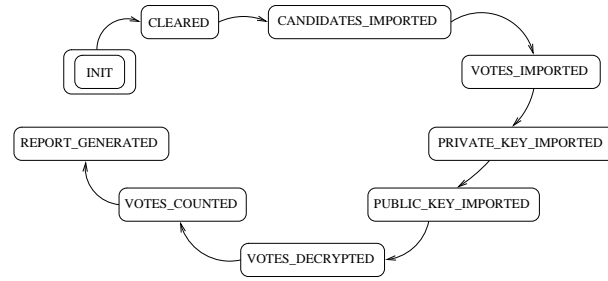 CLEARED
CANDIDATES_IMPORTED
INIT
VOTES_IMPORTED
REPORT_GENERATED
PRIVATE_KEY_IMPORTED
VOTES_COUNTED
PUBLIC_KEY_IMPORTED
VOTES_DECRYPTED